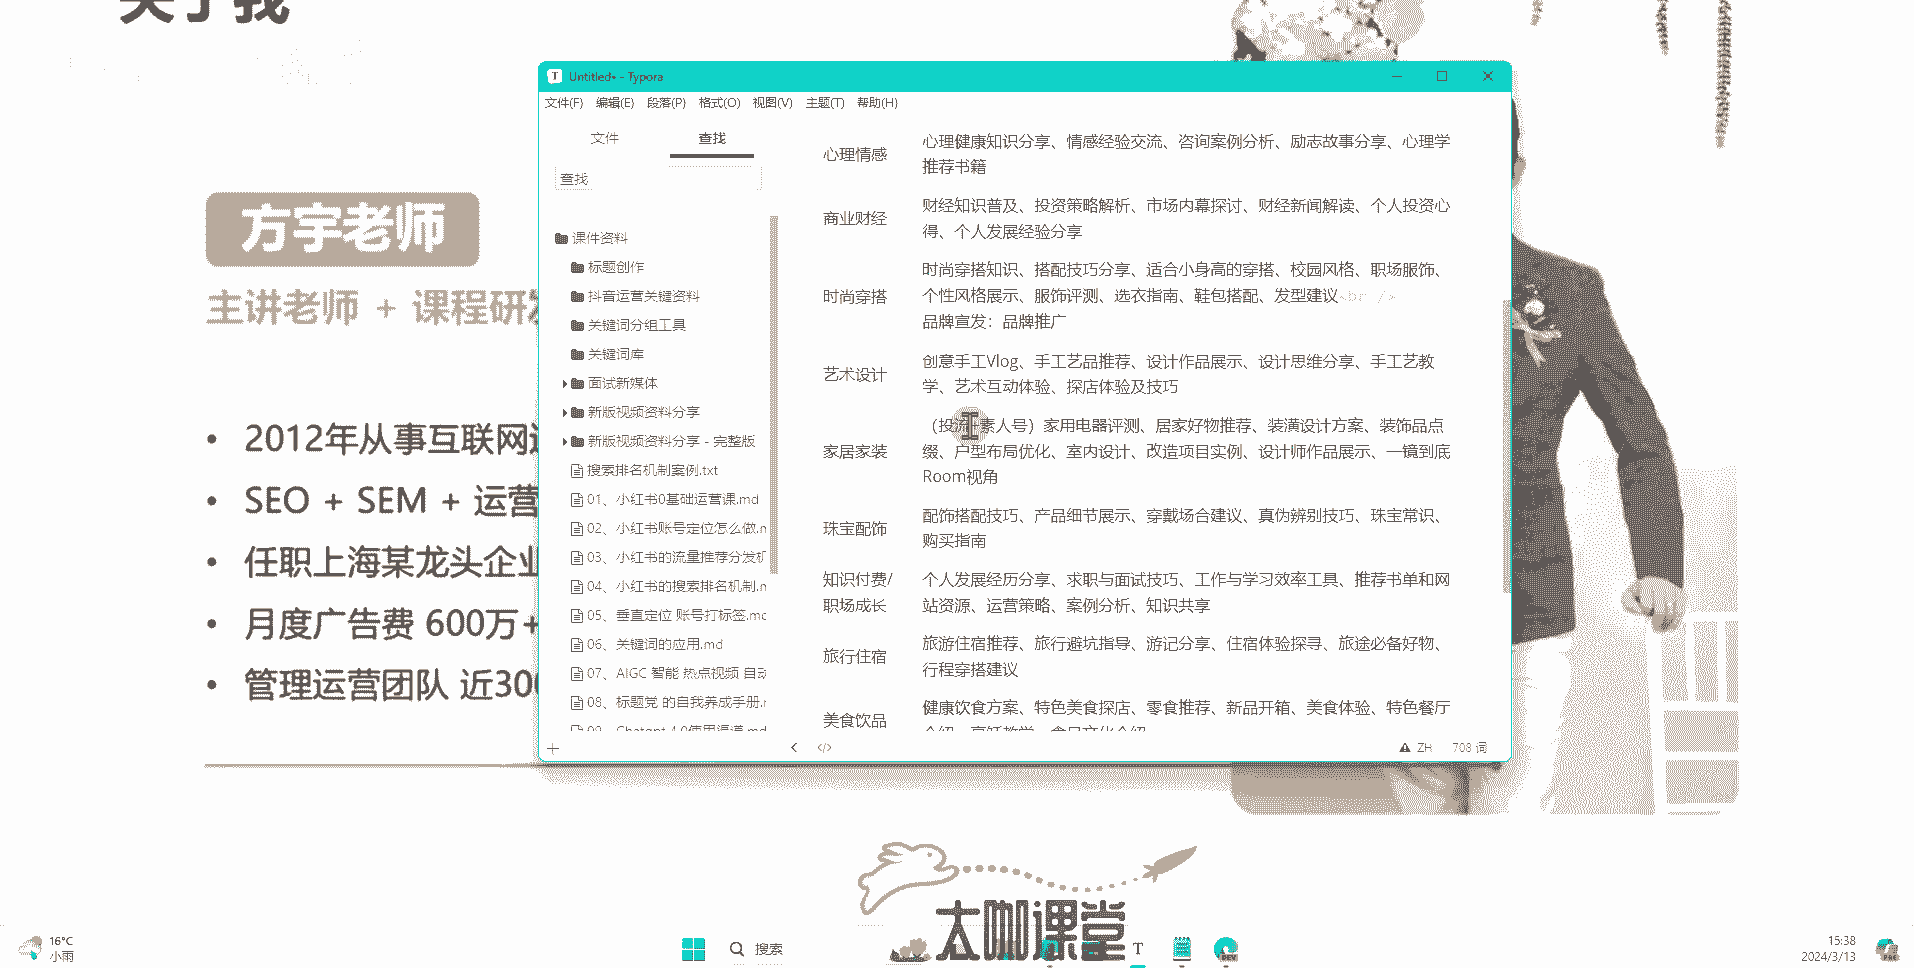 关于我
方宇老师
主讲老师 + 课程研发
2012年从事互联网
SEO + SEM + 运营
任职上海某龙头企业
月度广告费 600万+
管理运营团队 近300
Untitled• - Typora
文件(F) 编辑(E) 段落(P) 格式(O) 视图(V) 主题(T) 帮助(H)
文件 查找
查找
课件资料
标题创作
抖音运营关键资料
关键词分组工具
关键词库
面试新媒体
新版视频资料分享
新版视频资料分享 - 完整版
搜索排名机制案例.txt
01、小红书0基础运营课.md
02、小红书账号定位怎么做.m
03、小红书的流量推荐分发机
04、小红书的搜索排名机制.m
05、垂直定位 账号打标签.md
06、关键词的应用.md
07、AIGC 智能 热点视频 自动
08、标题党 的自我养成手册.m
09、Chatgpt 4.0使用渠道.md
心理情感
心理健康知识分享、情感经验交流、咨询案例分析、励志故事分享、心理学
推荐书籍
商业财经
财经知识普及、投资策略解析、市场内幕探讨、财经新闻解读、个人投资心
得、个人发展经验分享
时尚穿搭
时尚穿搭知识、搭配技巧分享、适合小身高的穿搭、校园风格、职场服饰、
个性风格展示、服饰评测、选衣指南、鞋包搭配、发型建议<br />
品牌宣发：品牌推广
艺术设计
创意手工Vlog、手工艺品推荐、设计作品展示、设计思维分享、手工艺教
学、艺术互动体验、探店体验及技巧
家居家装
（投流+素人号）家用电器评测、居家好物推荐、装潢设计方案、装饰品点
缀、户型布局优化、室内设计、改造项目实例、设计师作品展示、一镜到底
Room视角
珠宝配饰
配饰搭配技巧、产品细节展示、穿戴场合建议、真伪辨别技巧、珠宝常识、
购买指南
知识付费/
职场成长
个人发展经历分享、求职与面试技巧、工作与学习效率工具、推荐书单和网
站资源、运营策略、案例分析、知识共享
旅行住宿
旅游住宿推荐、旅行避坑指导、游记分享、住宿体验探寻、旅途必备好物、
行程穿搭建议
美食饮品
健康饮食方案、特色美食探店、零食推荐、新品开箱、美食体验、特色餐厅
介绍、烹饪教学、食品文化介绍
</> ZH 708 词
大咖课堂
16°C
小雨
搜索
T
DEV
15:38
2024/3/13
PRE